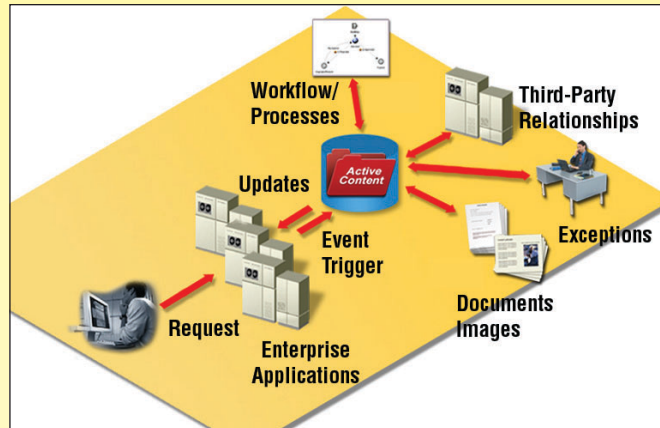 Workflow/
Processes
Third-Party
Relationships
Active
Content
Updates
Event
Trigger
Exceptions
Documents
Images
Request
Enterprise
Applications